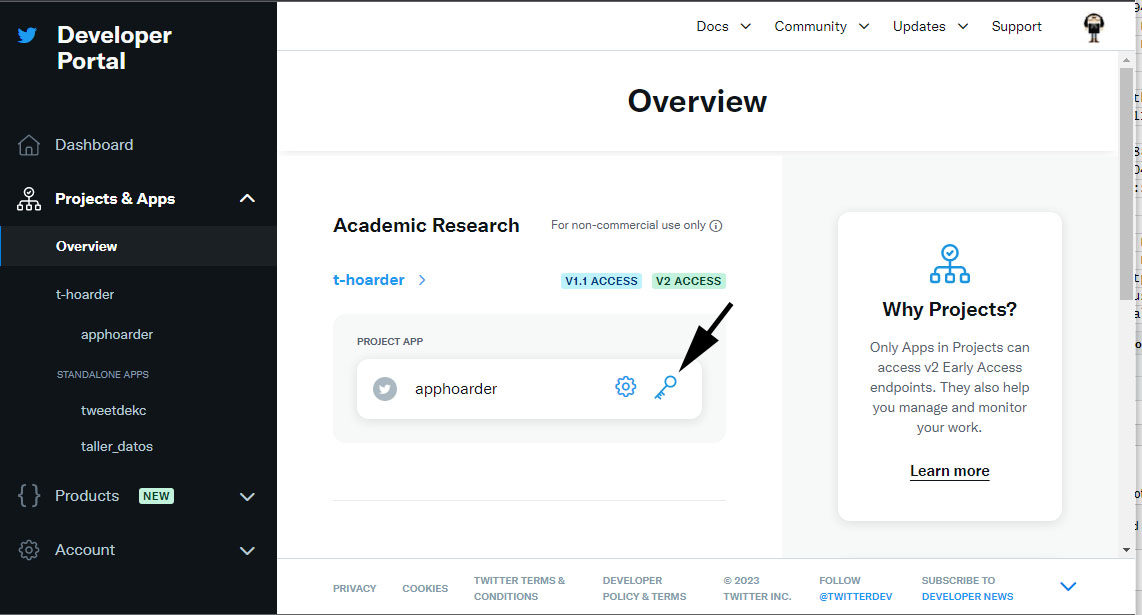 Developer
Portal
Dashboard
Projects & Apps
Overview
t-hoarder
apphoarder
STANDALONE APPS
tweetdekc
taller_datos
Products NEW
Account
Docs Community Updates Support
Overview
Academic Research For non-commercial use only
t-hoarder V1.1 ACCESS V2 ACCESS
PROJECT APP
apphoarder
Why Projects?
Only Apps in Projects can
access v2 Early Access
endpoints. They also help
you manage and monitor
your work.
Learn more
PRIVACY
COOKIES
TWITTER TERMS &
CONDITIONS
DEVELOPER
POLICY & TERMS
© 2023
TWITTER INC.
FOLLOW
@TWITTERDEV
SUBSCRIBE TO
DEVELOPER NEWS